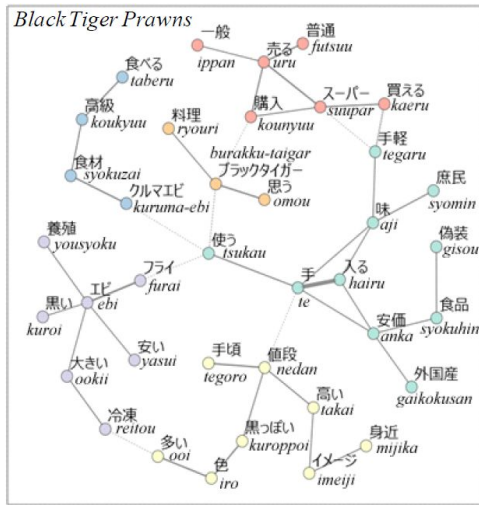 Black Tiger Prawns
一般
ippan
売る
uru
普通
futsuu
食べる
taberu
スーパー
suupar
買える
kaeru
高級
koukyuu
購入
kounyuu
料理
ryouri
手軽
tegaru
burakku-taigar
ブラックタイガー
食材
syokuzai
思う
omou
庶民
syomin
クルマエビ
kuruma-ebi
味
aji
養殖
yousyoku
使う
tsukau
偽装
gisou
フライ
furai
手
te
入る
hairu
エビ
ebi
黒い
kuroi
食品
syokuhin
安価
anka
安い
yasui
手頃
tegoro
値段
nedan
大きい
ookii
外国産
gaikokusan
高い
takai
冷凍
reitou
黒っぽい
kuroppoi
多い
ooi
身近
mijika
色
iro
イメージ
imeiji